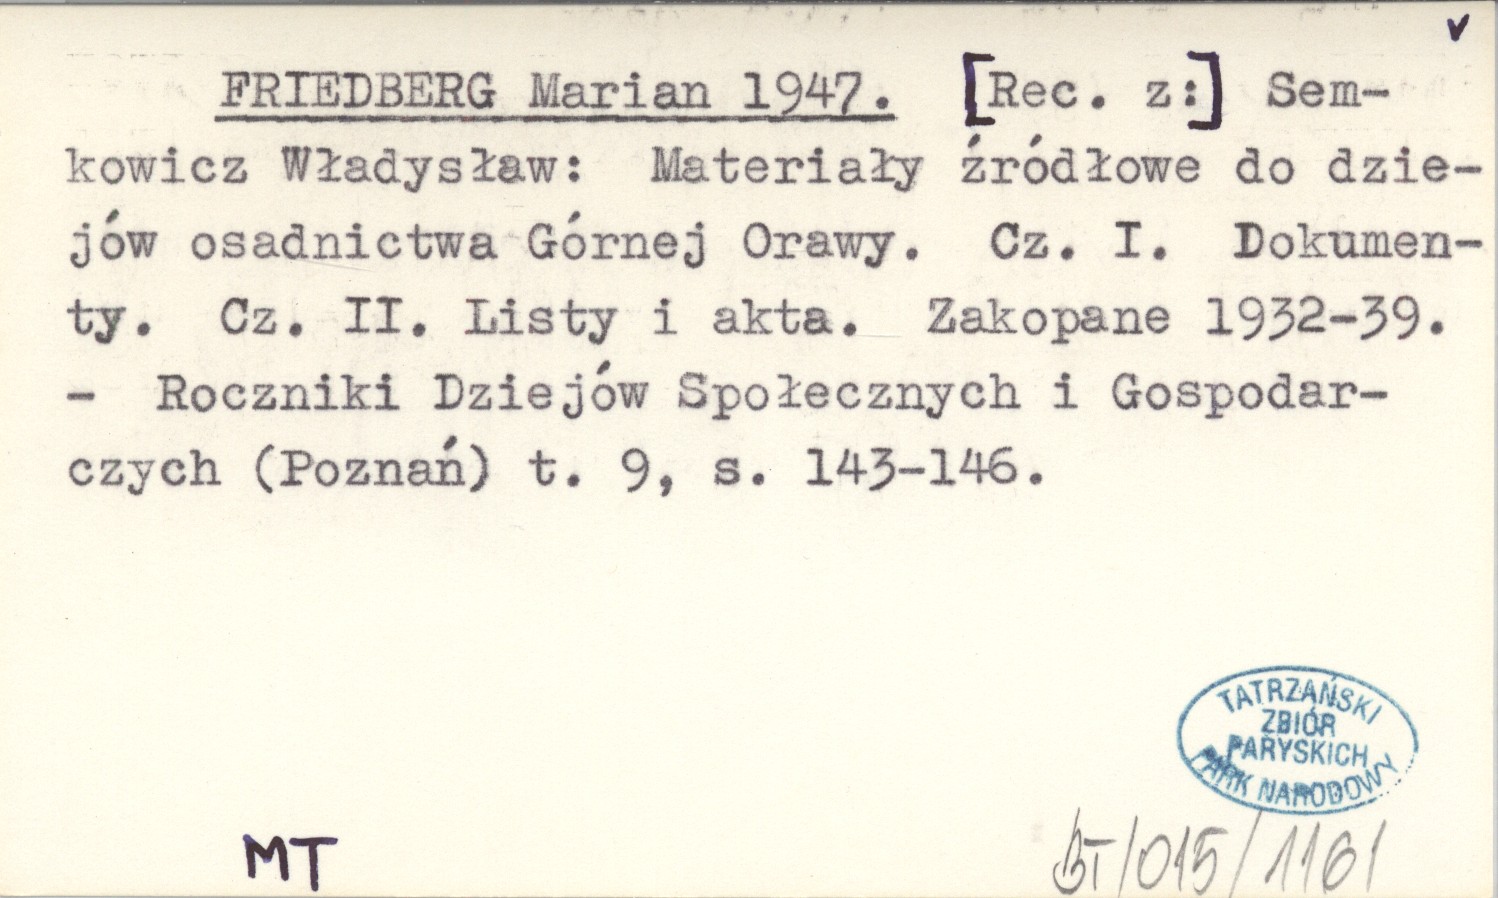 v
FRIEDBERG Marian 1947. [Rec. z:] Sem-
kowicz Władysław: Materiały źródłowe do dzie-
jów osadnictwa Górnej Orawy. Cz. I. Dokumen-
ty. Cz. II. Listy i akta. Zakopane 1932-39.
- Roczniki Dziejów Społecznych i Gospodar-
czych (Poznań) t. 9, s. 143-146.
TATRZAŃSKI
ZBIÓR
PARYSKICH
PARK NARODOWY
MT
BT/015/1161